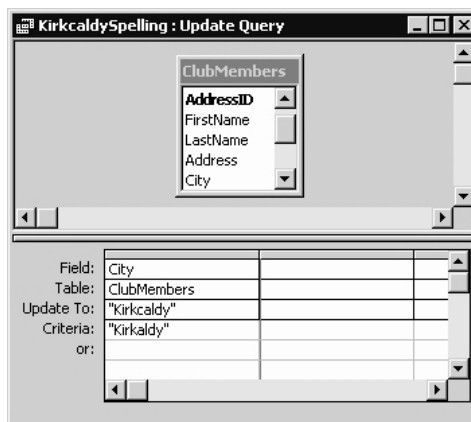 KirkcaldySpelling : Update Query
ClubMembers
AddressID
FirstName
LastName
Address
City
Field: City
Table: ClubMembers
Update To: "Kirkcaldy"
Criteria: "Kirkaldy"
or: